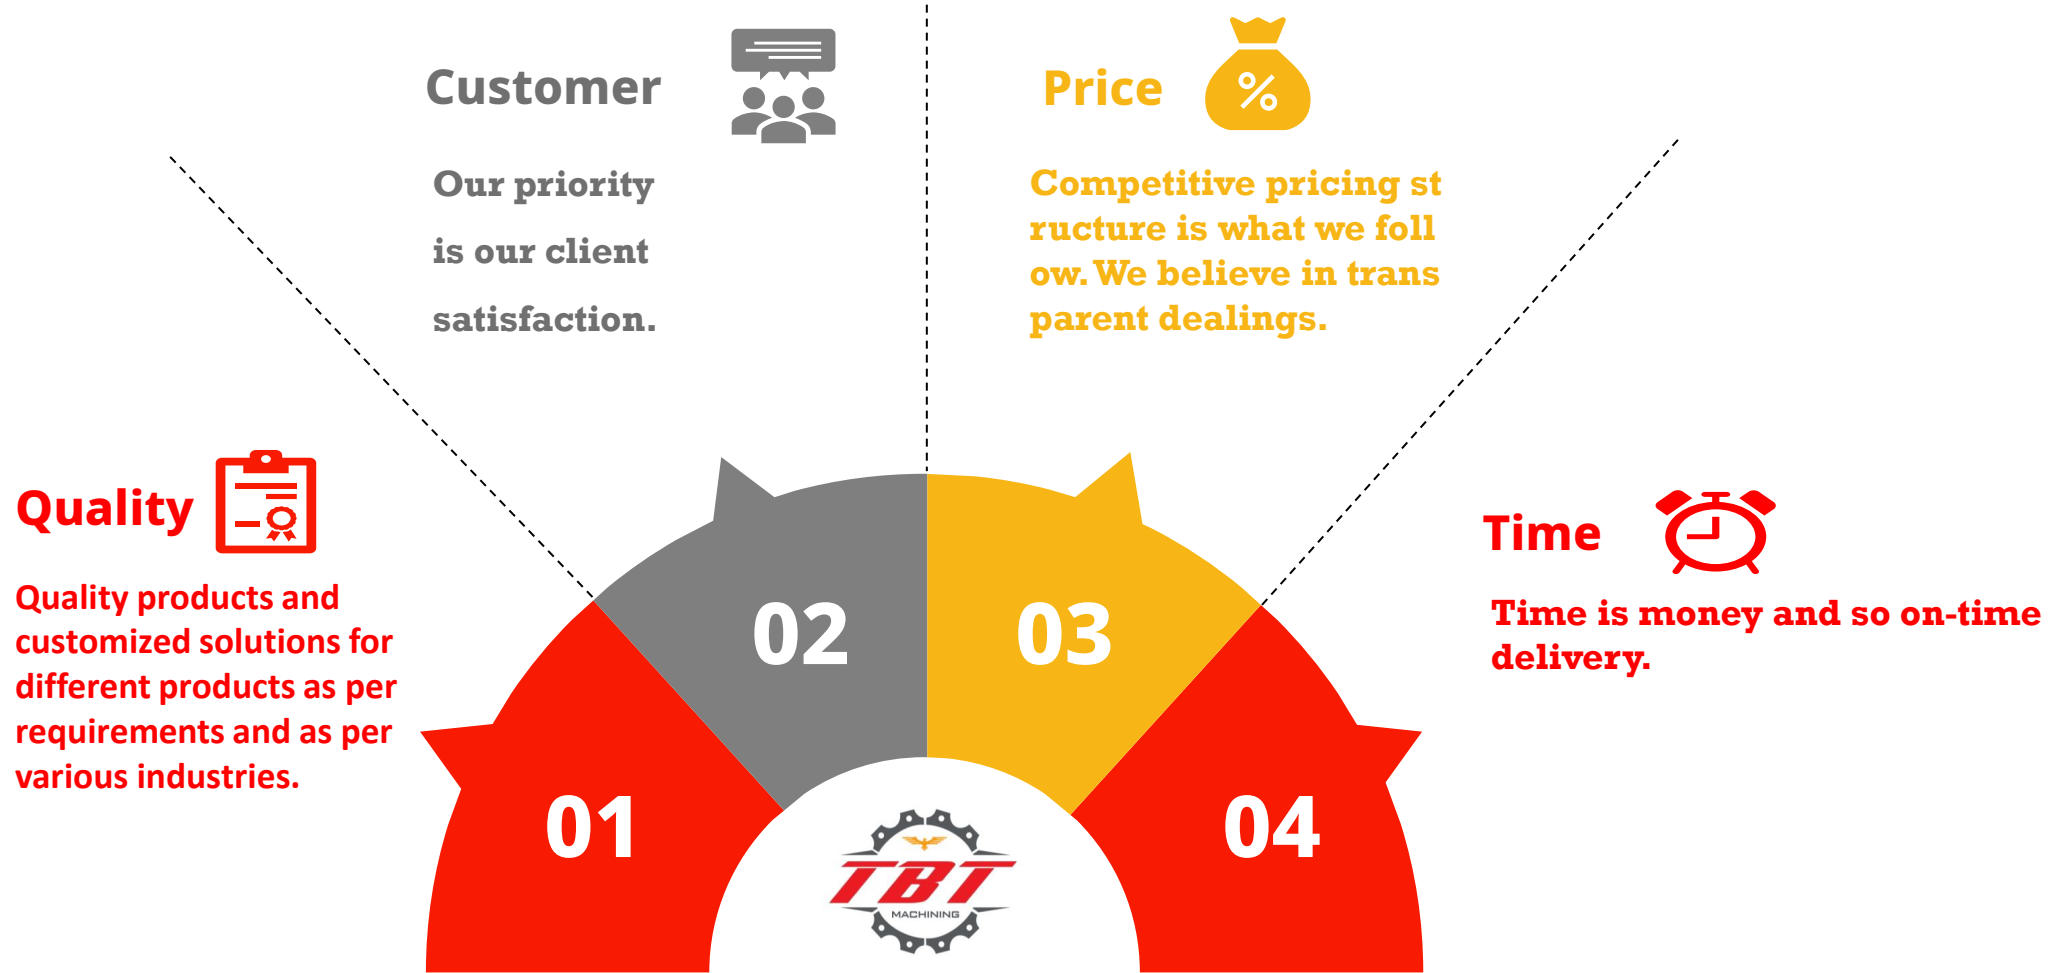 Customer
Our priority
is our client
satisfaction.
Price
%
Competitive pricing st
ructure is what we foll
ow. We believe in trans
parent dealings.
Quality
Quality products and
customized solutions for
different products as per
requirements and as per
various industries.
Time
Time is money and so on-time
delivery.
01
02
03
04
TBT
MACHINING